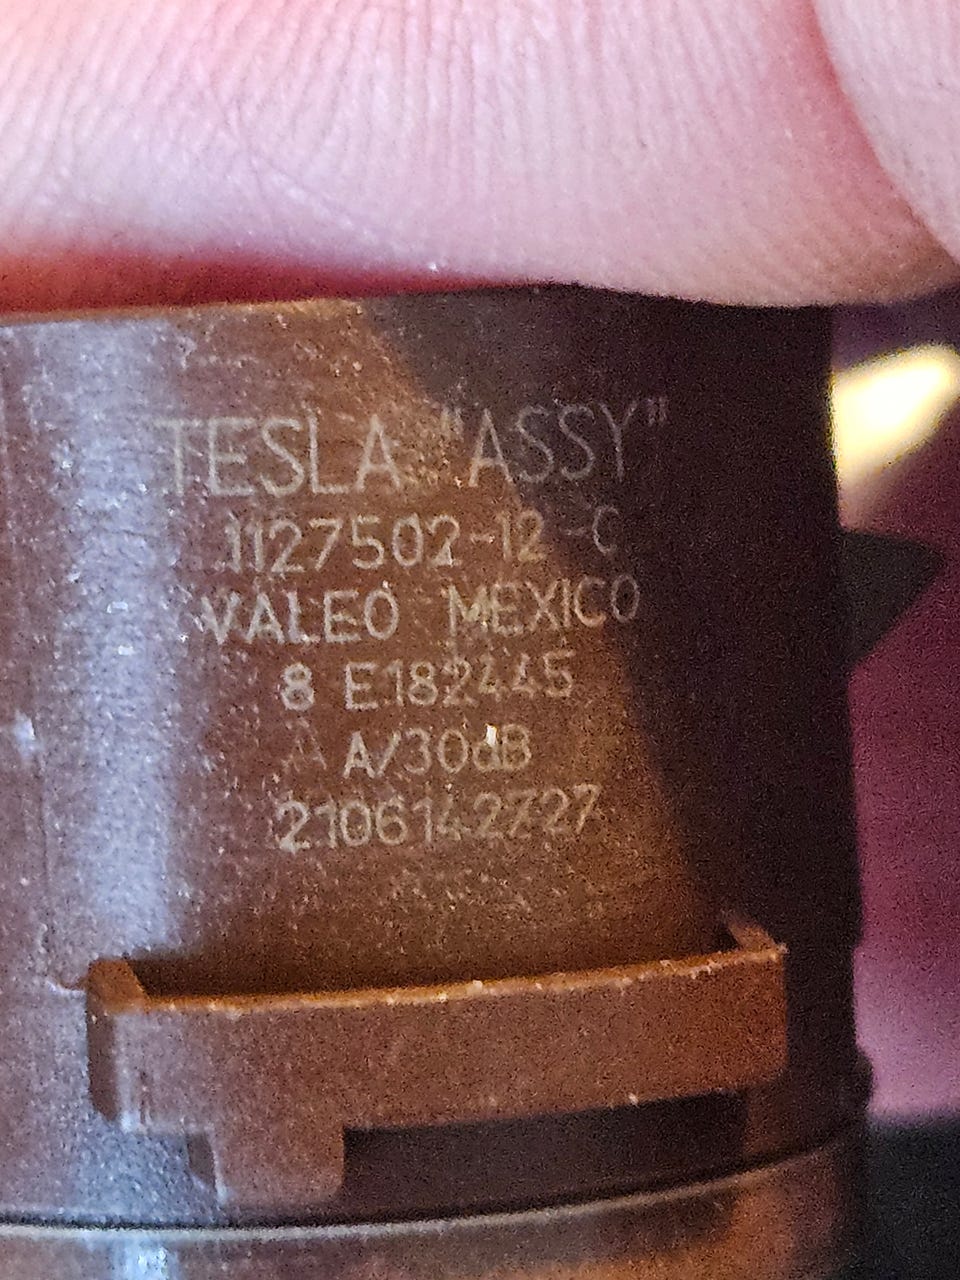 TESLA "ASSY"
1127502-12-C
VALEO MEXICO
8 E182445
A A/30dB
2106142727